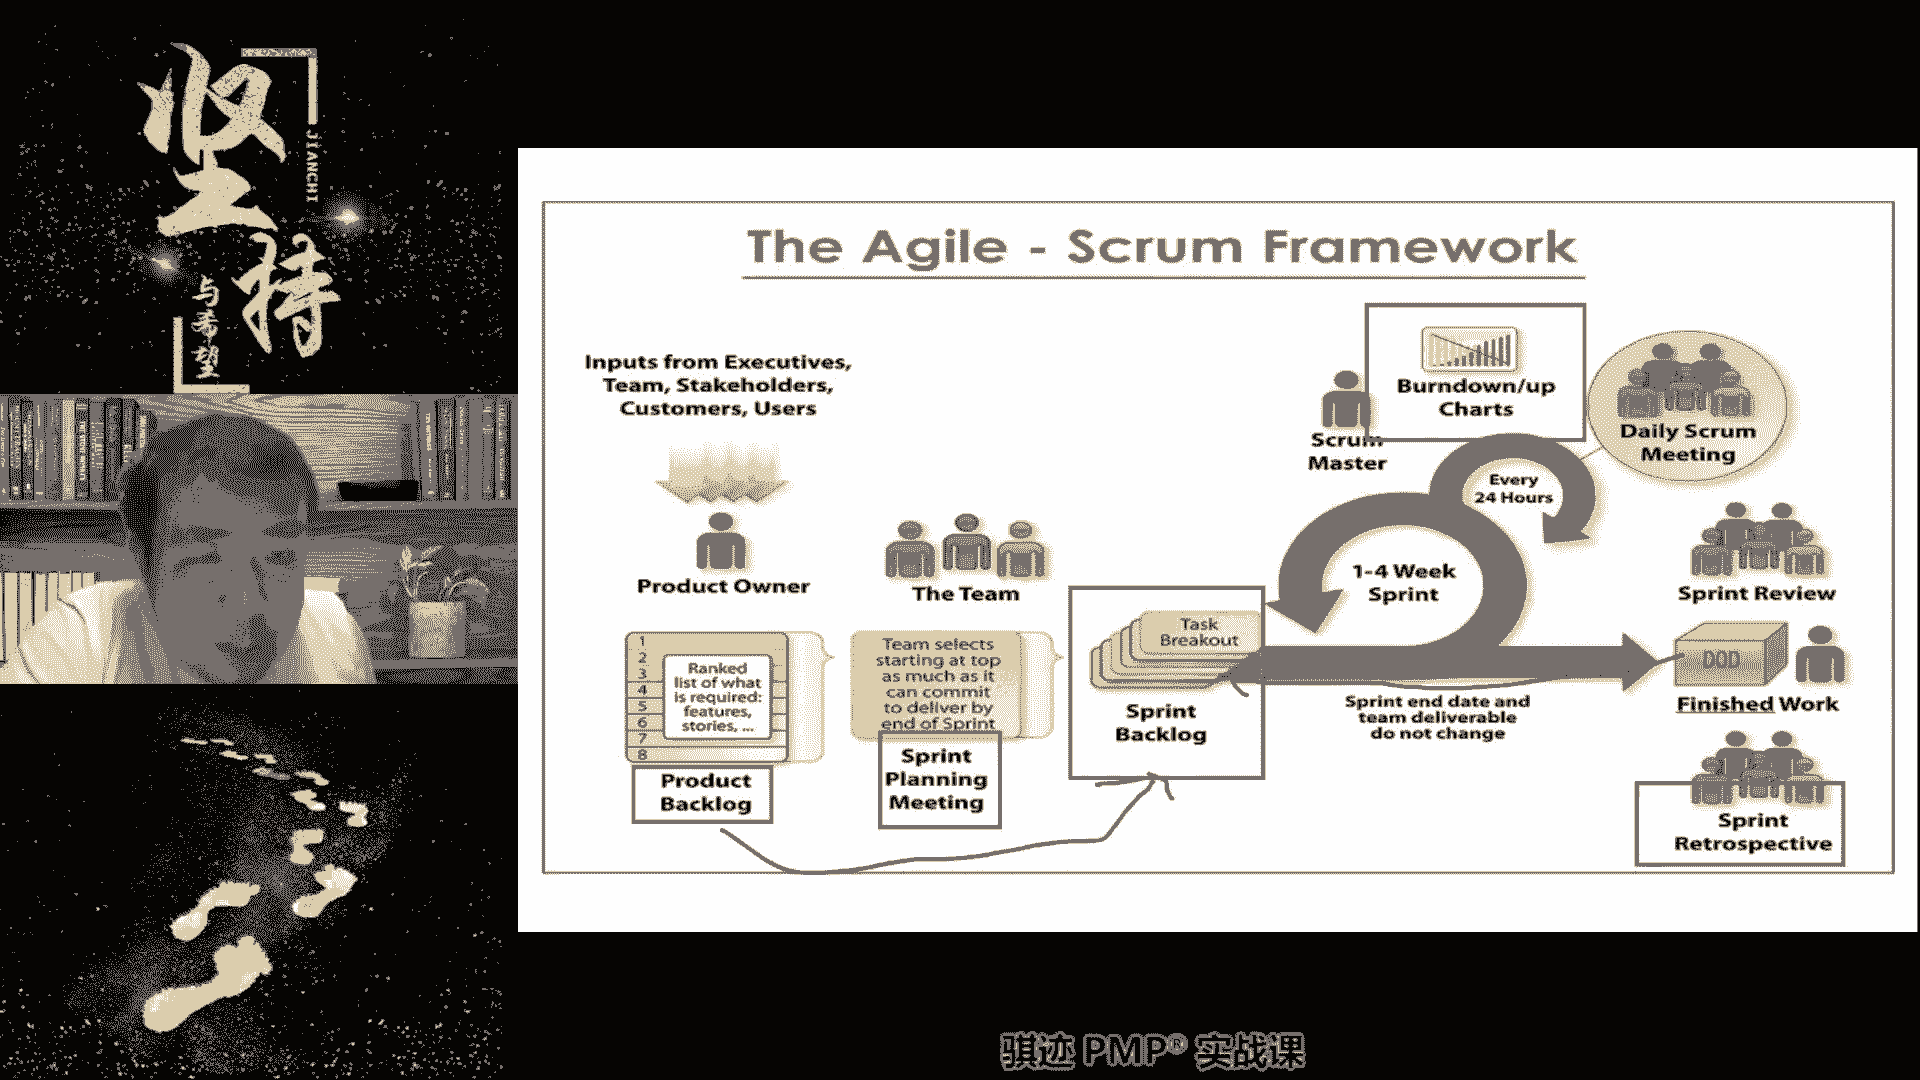 坚持
JIANCHI
与希望
The Agile - Scrum Framework
Inputs from Executives,
Team, Stakeholders,
Customers, Users
Product Owner
The Team
1
2
3
4
5
6
7
8
Ranked
list of what
is required:
features,
stories, ...
Product
Backlog
Team selects
starting at top
as much as it
can commit
to deliver by
end of Sprint
Sprint
Planning
Meeting
Task
Breakout
Sprint
Backlog
Scrum
Master
Burndown/up
Charts
Daily Scrum
Meeting
Every
24 Hours
1-4 Week
Sprint
Sprint end date and
team deliverable
do not change
Sprint Review
DOD
Finished Work
Sprint
Retrospective
骐迹 PMP® 实战课